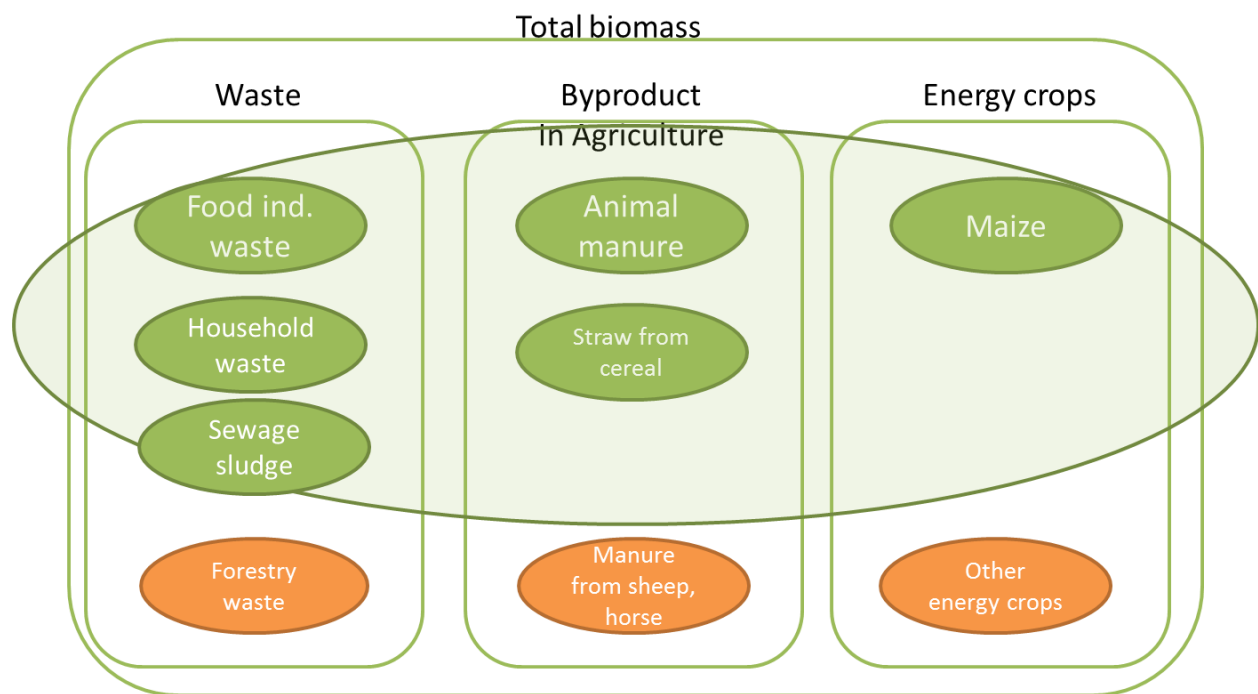 Total biomass
Waste
Byproduct
In Agriculture
Energy crops
Food ind.
waste
Household
waste
Sewage
sludge
Forestry
waste
Animal
manure
Straw from
cereal
Manure
from sheep,
horse
Maize
Other
energy crops